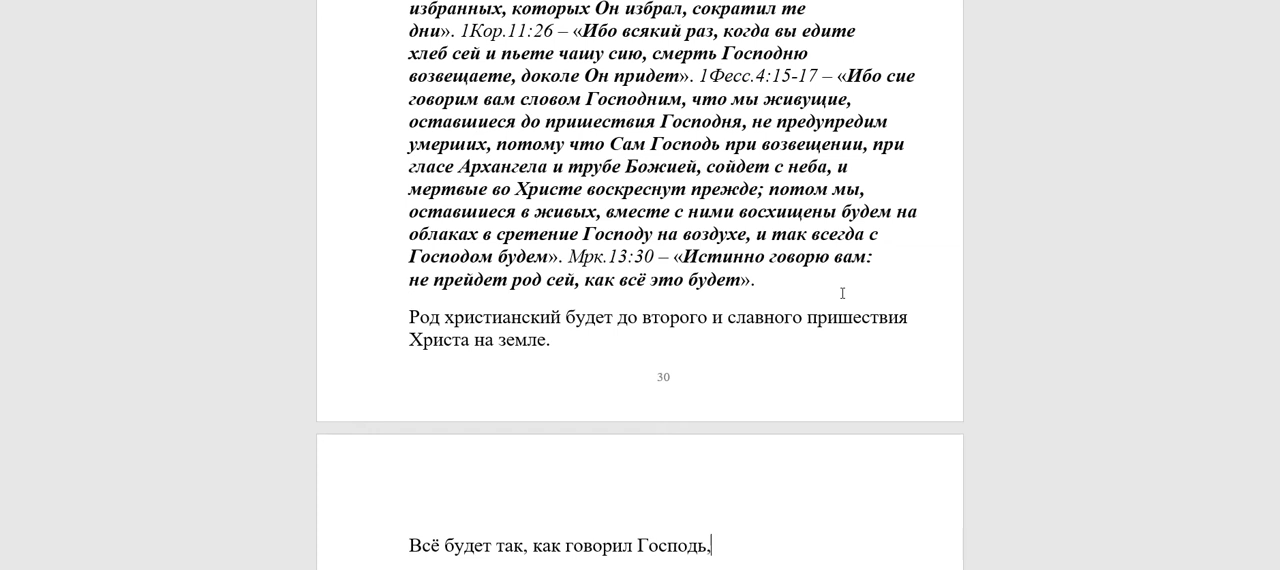 избранных, которых Он избрал, сократил те
дни». 1Кор.11:26 – «Ибо всякий раз, когда вы едите
хлеб сей и пьете чашу сию, смерть Господню
возвещаете, доколе Он придет». 1Фесс.4:15-17 – «Ибо сие
говорим вам словом Господним, что мы живущие,
оставшиеся до пришествия Господня, не предупредим
умерших, потому что Сам Господь при возвещении, при
гласе Архангела и трубе Божией, сойдет с неба, и
мертвые во Христе воскреснут прежде; потом мы,
оставшиеся в живых, вместе с ними восхищены будем на
облаках в сретение Господу на воздухе, и так всегда с
Господом будем». Мрк.13:30 – «Истинно говорю вам:
не прейдет род сей, как всё это будет».
Род христианский будет до второго и славного пришествия
Христа на земле.
30
Всё будет так, как говорил Господь,